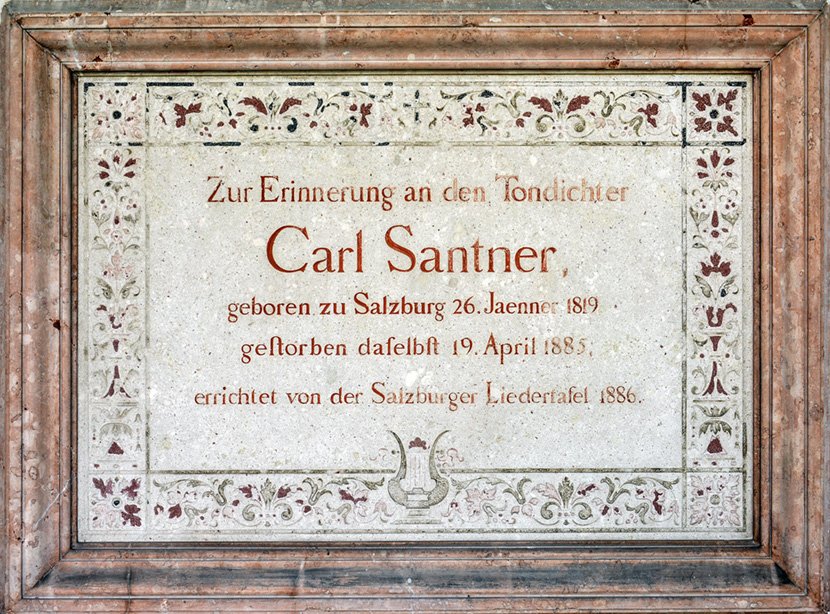 Zur Erinnerung an den Tondichter
Carl Santner,
geboren zu Salzburg 26. Jaenner 1819
geſtorben daſelbſt 19. April 1885,
errichtet von der Salzburger Liedertafel 1886.